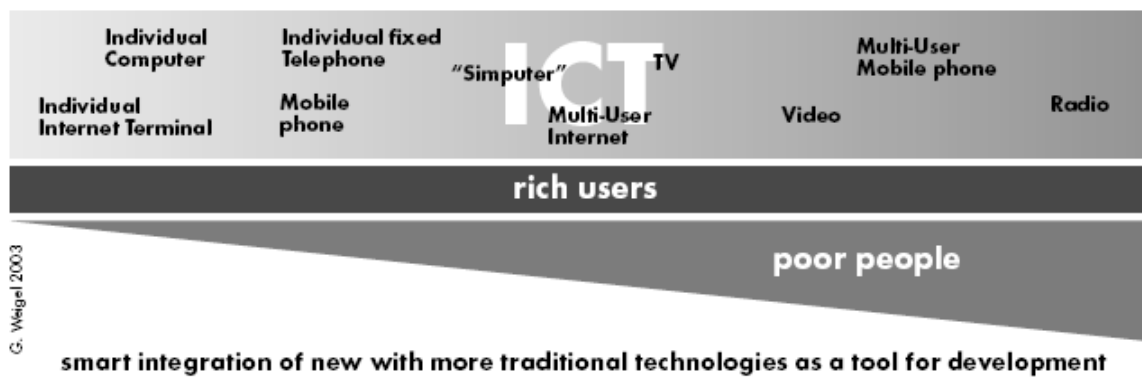 Individual
Computer
Individual fixed
Telephone
"Simputer"
ICT
TV
Multi-User
Mobile phone
Individual
Internet Terminal
Mobile
phone
Multi-User
Internet
Video
Radio
rich users
poor people
G. Weigel 2003
smart integration of new with more traditional technologies as a tool for development